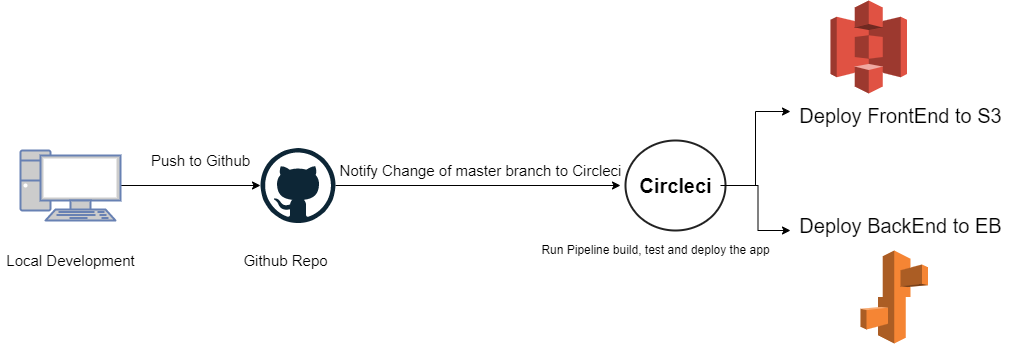 Push to Github
Notify Change of master branch to Circleci
Circleci
Deploy FrontEnd to S3
Deploy BackEnd to EB
Local Development
Github Repo
Run Pipeline build, test and deploy the app